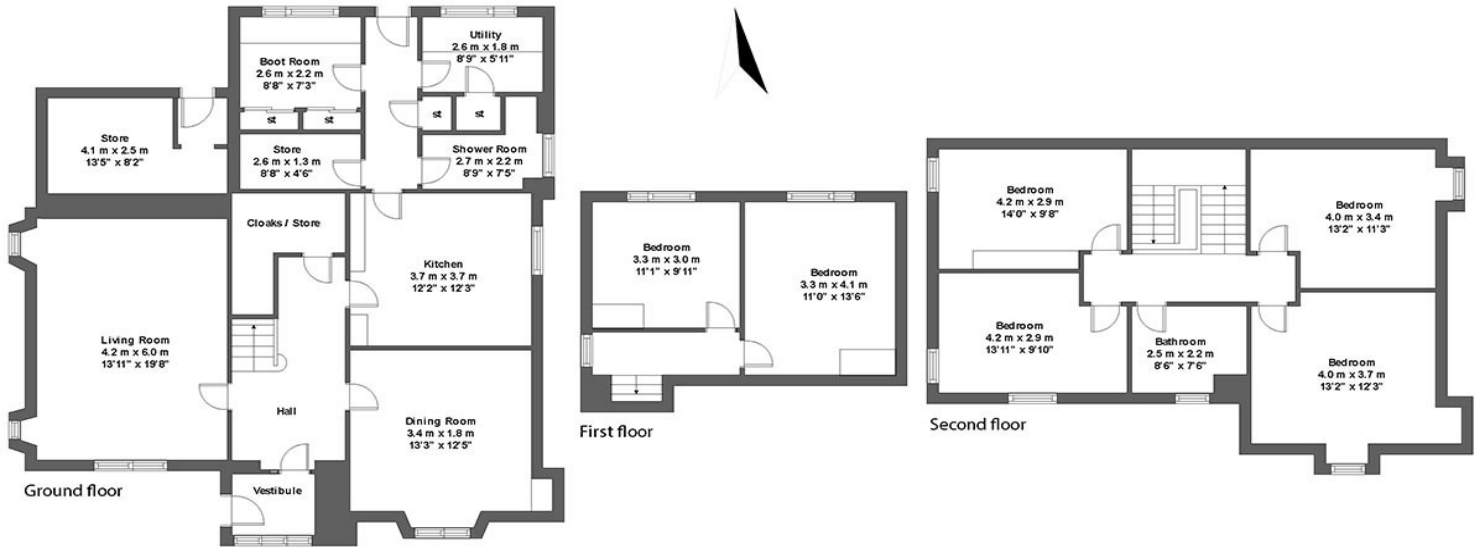 Boot Room
2.6 m x 2.2 m
8'8" x 7'3"
st
st
Utility
2.6 m x 1.8 m
8'9" x 5'11"
st
st
Store
4.1 m x 2.5 m
13'5" x 8'2"
Store
2.6 m x 1.3 m
8'8" x 4'6"
Shower Room
2.7 m x 2.2 m
8'9" x 7'5"
Cloaks / Store
Kitchen
3.7 m x 3.7 m
12'2" x 12'3"
Living Room
4.2 m x 6.0 m
13'11" x 19'8"
Hall
Dining Room
3.4 m x 1.8 m
13'3" x 12'5"
Vestibule
Ground floor
Bedroom
3.3 m x 3.0 m
11'1" x 9'11"
Bedroom
3.3 m x 4.1 m
11'0" x 13'6"
First floor
Bedroom
4.2 m x 2.9 m
14'0" x 9'8"
Bedroom
4.0 m x 3.4 m
13'2" x 11'3"
Bedroom
4.2 m x 2.9 m
13'11" x 9'10"
Bathroom
2.5 m x 2.2 m
8'6" x 7'6"
Bedroom
4.0 m x 3.7 m
13'2" x 12'3"
Second floor